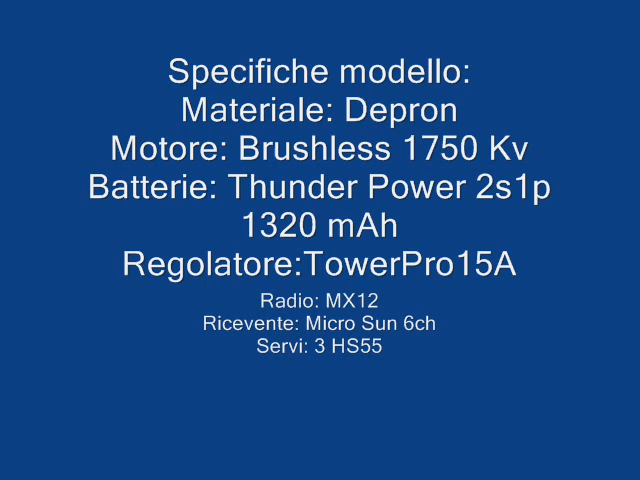 Specifiche modello:
Materiale: Depron
Motore: Brushless 1750 Kv
Batterie: Thunder Power 2s1p
1320 mAh
Regolatore:TowerPro15A
Radio: MX12
Ricevente: Micro Sun 6ch
Servi: 3 HS55